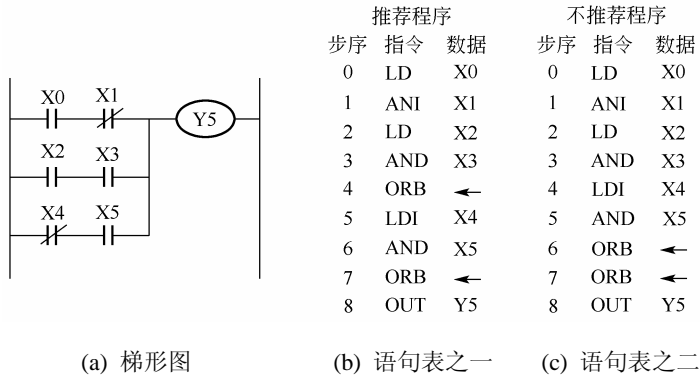 推荐程序
不推荐程序
步序 指令 数据
步序 指令 数据
0 LD X0
0 LD X0
1 ANI X1
1 ANI X1
2 LD X2
2 LD X2
3 AND X3
3 AND X3
4 ORB
4 LDI X4
5 LDI X4
5 AND X5
6 AND X5
6 ORB
7 ORB
7 ORB
8 OUT Y5
8 OUT Y5
X0 X1
Y5
X2 X3
X4 X5
(a) 梯形图
(b) 语句表之一
(c) 语句表之二